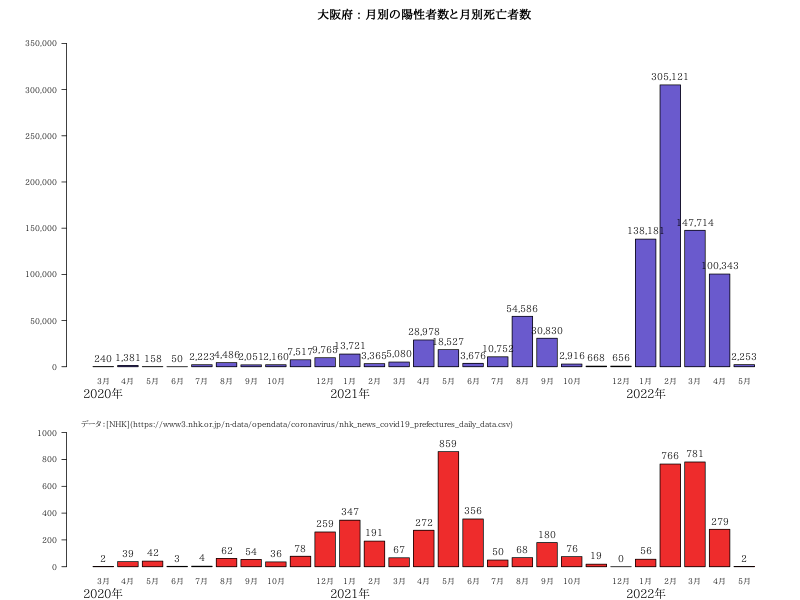 大阪府：月別の陽性者数と月別死亡者数
350,000
300,000
250,000
200,000
150,000
100,000
50,000
0
240 1,381 158 50 2,223 4,486 2,051 2,160 7,517 9,765 13,721 3,365 5,080 28,978 18,527 3,676 10,752 54,586 30,830 2,916 668 656 138,181 305,121 147,714 100,343 2,253
3月 4月 5月 6月 7月 8月 9月 10月 12月 1月 2月 3月 4月 5月 6月 7月 8月 9月 10月 12月 1月 2月 3月 4月 5月
2020年 2021年 2022年
データ：[NHK](https://www3.nhk.or.jp/n-data/opendata/coronavirus/nhk_news_covid19_prefectures_daily_data.csv)
1000
800
600
400
200
0
2 39 42 3 4 62 54 36 78 259 347 191 67 272 859 356 50 68 180 76 19 0 56 766 781 279 2
3月 4月 5月 6月 7月 8月 9月 10月 12月 1月 2月 3月 4月 5月 6月 7月 8月 9月 10月 12月 1月 2月 3月 4月 5月
2020年 2021年 2022年